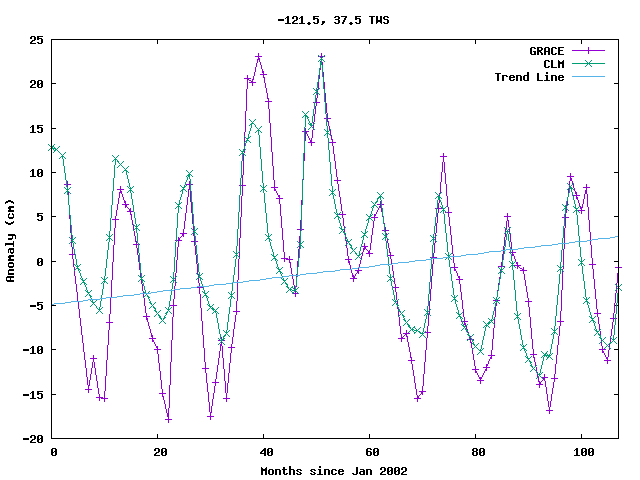 -121.5, 37.5 TWS
GRACE
CLM
Trend Line
25
20
15
10
5
0
-5
-10
-15
-20
Anomaly (cm)
0 20 40 60 80 100
Months since Jan 2002